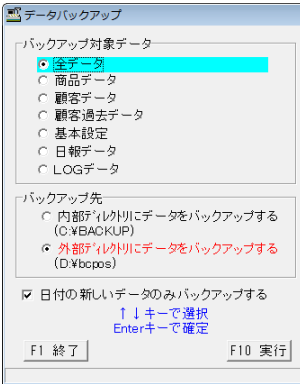 データバックアップ
バックアップ対象データ
全データ
商品データ
顧客データ
顧客過去データ
基本設定
日報データ
LOGデータ
バックアップ先
内部ﾃﾞｨﾚｸﾄﾘにデータをバックアップする
(C:¥BACKUP)
外部ﾃﾞｨﾚｸﾄﾘにデータをバックアップする
(D:¥bcpos)
日付の新しいデータのみバックアップする
↑↓キーで選択
Enterキーで確定
F1 終了
F10 実行